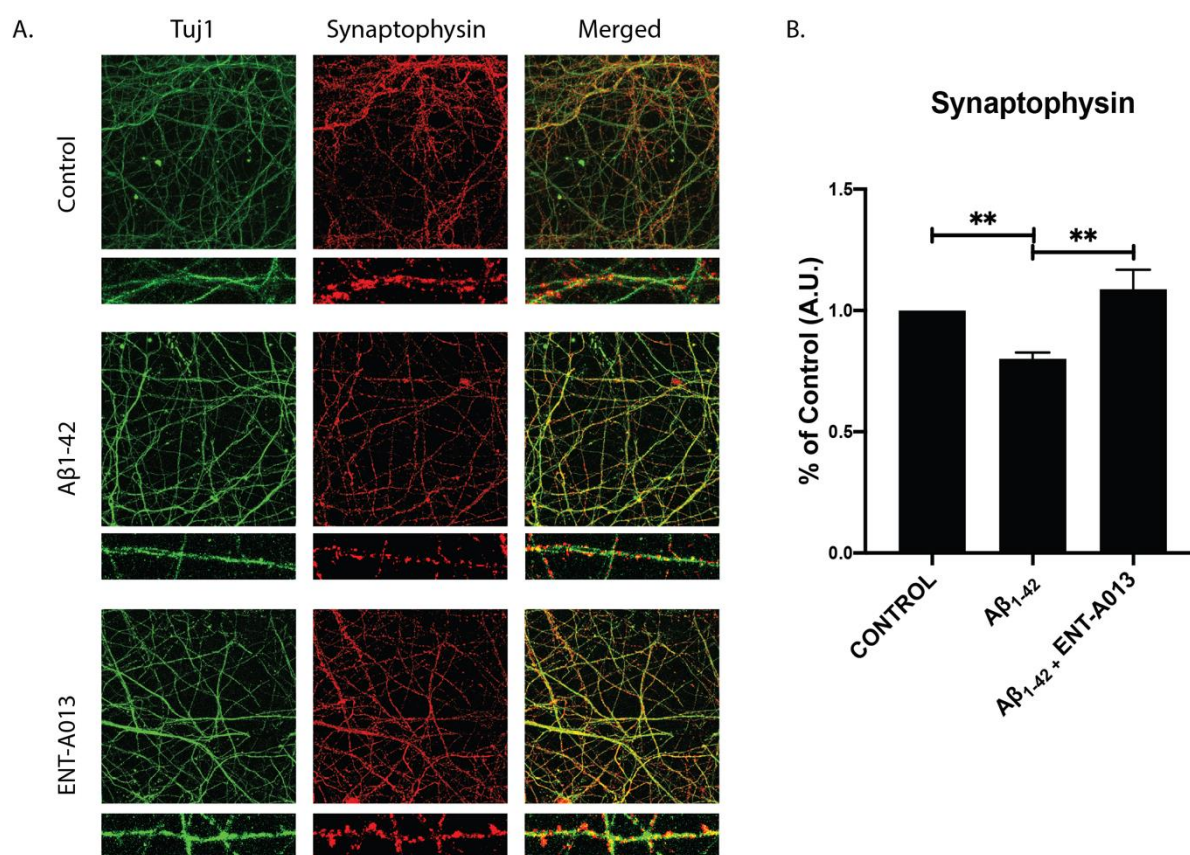 A.
Tuj1
Synaptophysin
Merged
Control
Aβ1-42
ENT-A013
B.
Synaptophysin
% of Control (A.U.)
1.5
1.0
0.5
0.0
**
**
CONTROL
Aβ1-42
Aβ1-42 + ENT-A013